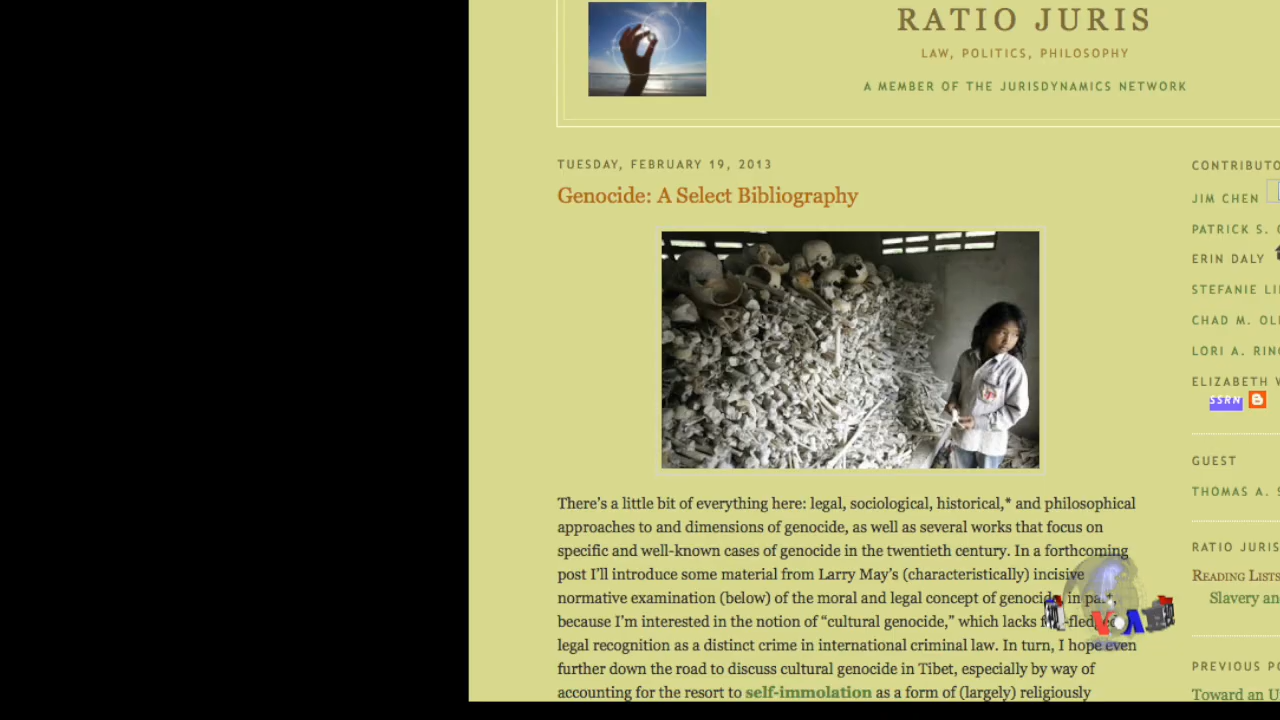 RATIO JURIS
LAW, POLITICS, PHILOSOPHY
A MEMBER OF THE JURISDYNAMICS NETWORK
TUESDAY, FEBRUARY 19, 2013
Genocide: A Select Bibliography
There's a little bit of everything here: legal, sociological, historical,* and philosophical
approaches to and dimensions of genocide, as well as several works that focus on
specific and well-known cases of genocide in the twentieth century. In a forthcoming
post I'll introduce some material from Larry May's (characteristically) incisive
normative examination (below) of the moral and legal concept of genocide, in part,
because I'm interested in the notion of "cultural genocide," which lacks
legal recognition as a distinct crime in international criminal law. In turn, I hope even
further down the road to discuss cultural genocide in Tibet, especially by way of
accounting for the resort to self-immolation as a form of (largely) religiously
JIM CHEN
PATRICK S.
ERIN DALY
STEFANIE
CHAD M.
LORI A.
ELIZABETH
SSRN
GUEST
THOMAS A.
RATIO JURIS
READING LISTS
Slavery
PREVIOUS
Toward an
VOA